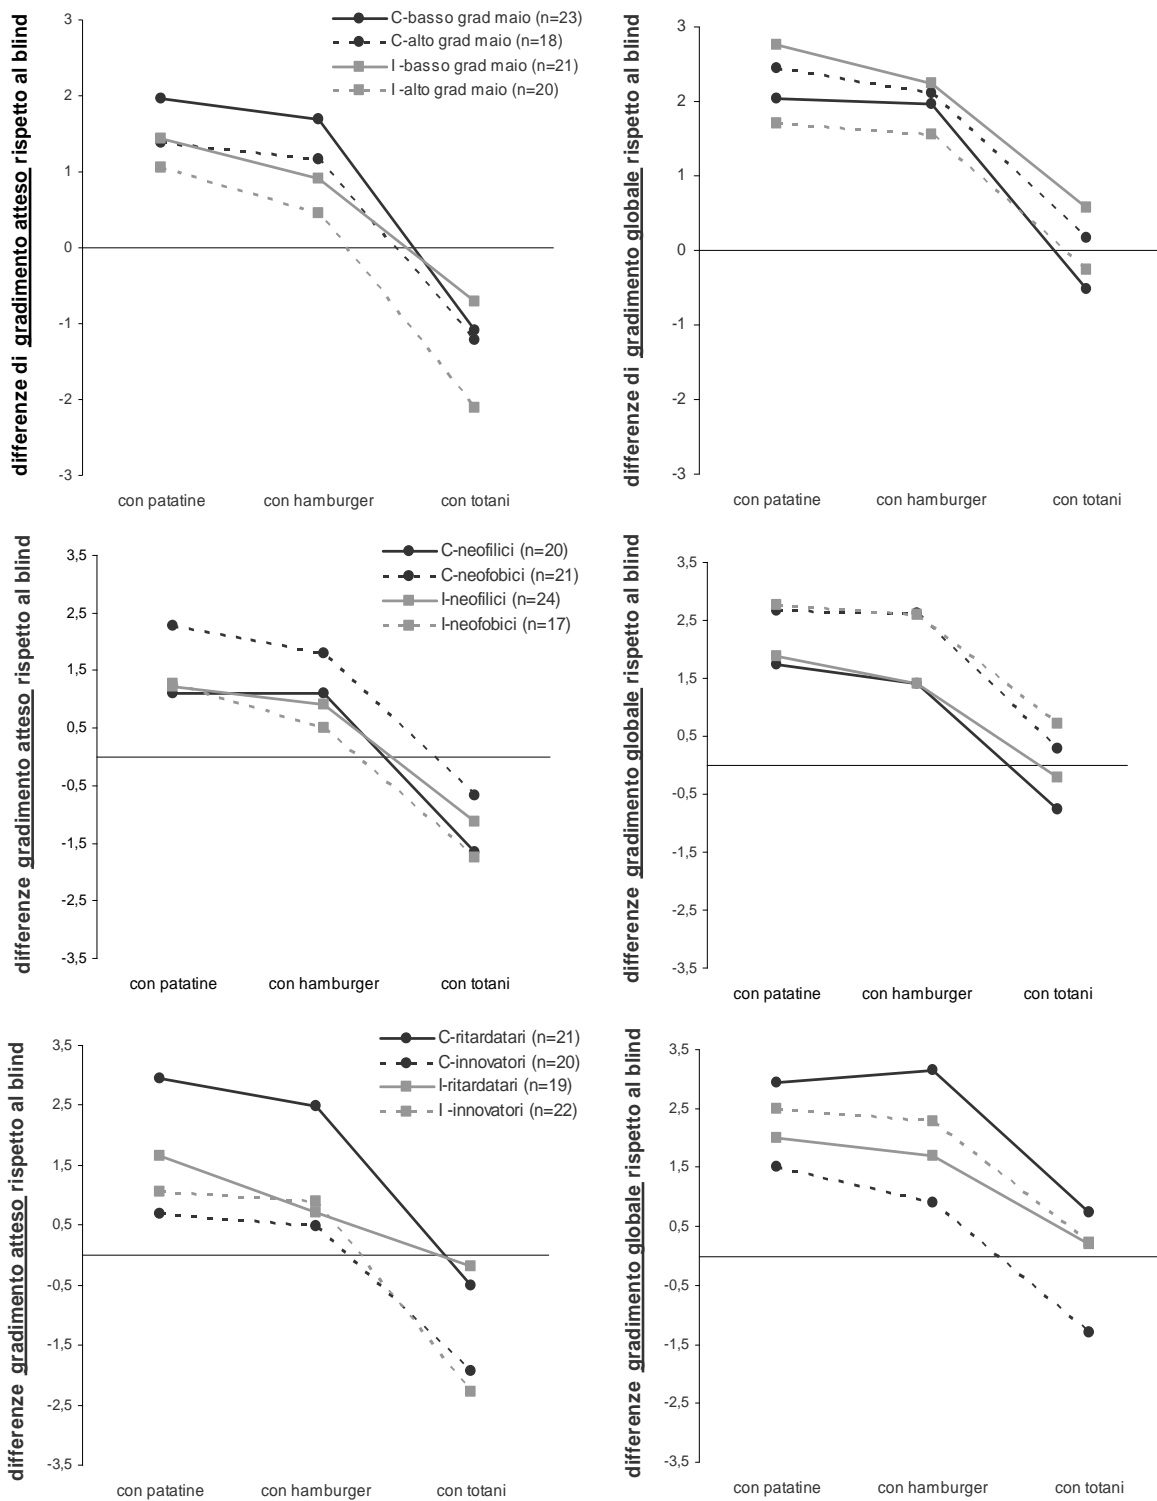 differenze di gradimento atteso rispetto al blind
3
2
1
0
-1
-2
-3
C-basso grad maio (n=23)
C-alto grad maio (n=18)
I -basso grad maio (n=21)
I -alto grad maio (n=20)
con patatine con hamburger con totani
differenze di gradimento globale rispetto al blind
3
2
1
0
-1
-2
-3
con patatine con hamburger con totani
differenze gradimento atteso rispetto al blind
3,5
2,5
1,5
0,5
-0,5
-1,5
-2,5
-3,5
C-neofilici (n=20)
C-neofobici (n=21)
I-neofilici (n=24)
I-neofobici (n=17)
con patatine con hamburger con totani
differenze gradimento globale rispetto al blind
3,5
2,5
1,5
0,5
-0,5
-1,5
-2,5
-3,5
con patatine con hamburger con totani
differenze gradimento atteso rispetto al blind
3,5
2,5
1,5
0,5
-0,5
-1,5
-2,5
-3,5
C-ritardatari (n=21)
C-innovatori (n=20)
I-ritardatari (n=19)
I -innovatori (n=22)
con patatine con hamburger con totani
differenze gradimento globale rispetto al blind
3,5
2,5
1,5
0,5
-0,5
-1,5
-2,5
-3,5
con patatine con hamburger con totani